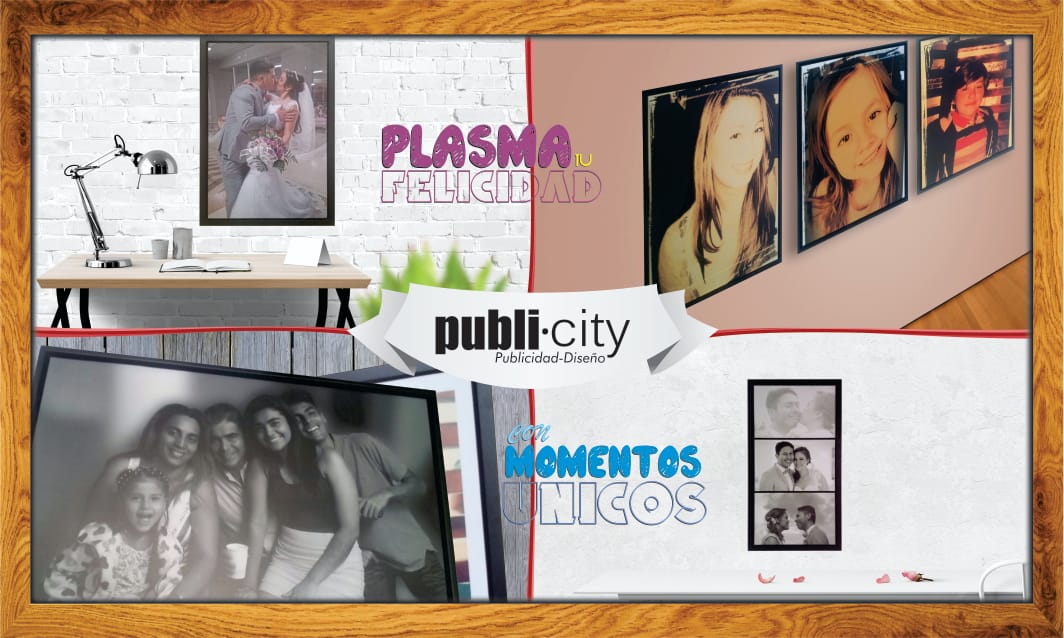 PLASMA TU
FELICIDAD
publi·city
Publicidad-Diseño
con
MOMENTOS
UNICOS